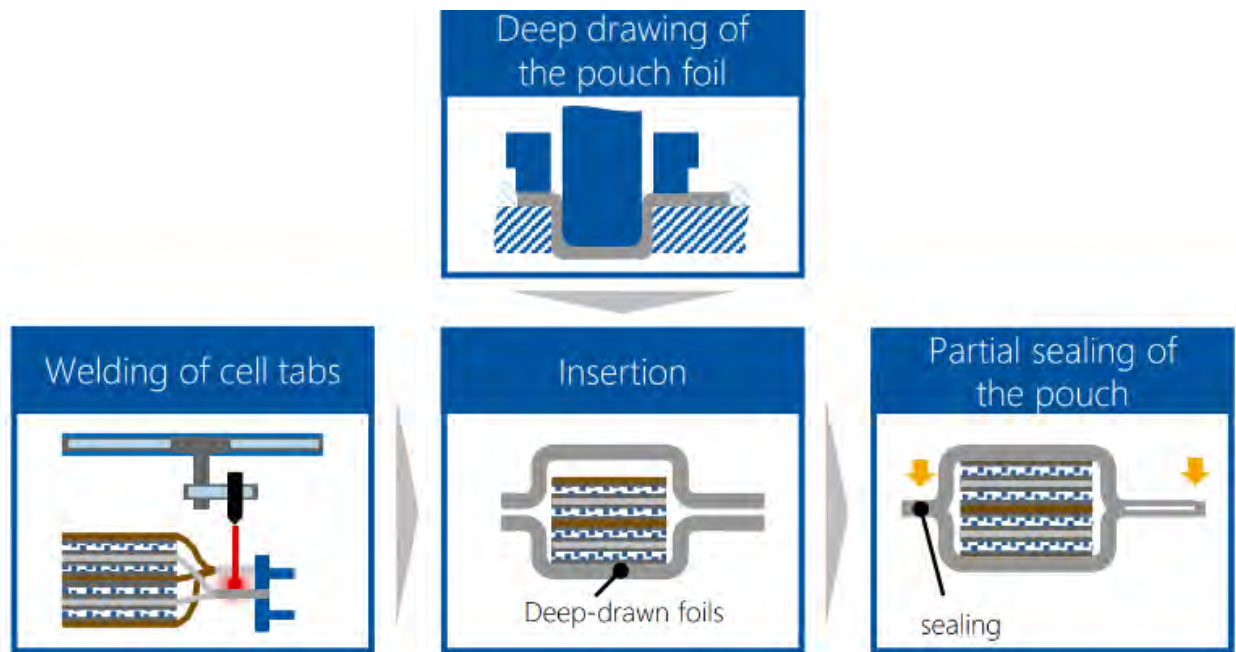 Deep drawing of
the pouch foil
Welding of cell tabs
Insertion
Deep-drawn foils
Partial sealing of
the pouch
sealing